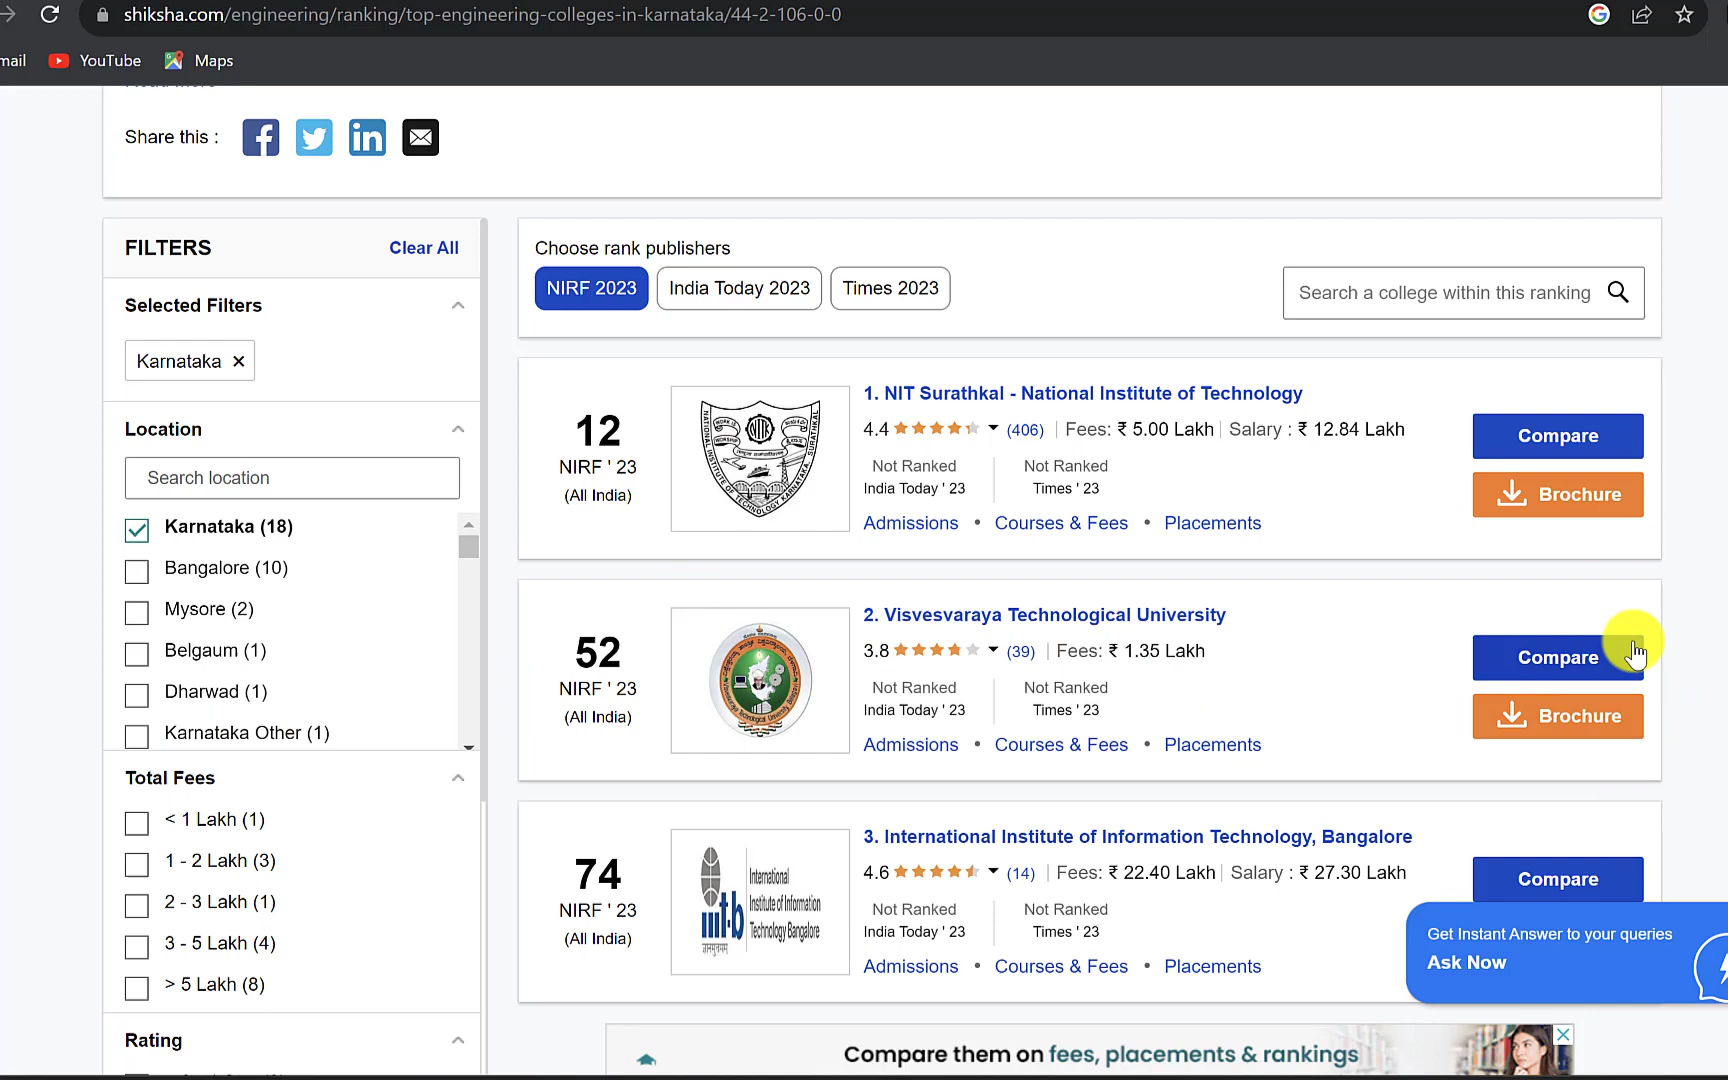 shiksha.com/engineering/ranking/top-engineering-colleges-in-karnataka/44-2-106-0-0
mail YouTube Maps
Share this :
FILTERS Clear All
Selected Filters
Karnataka ×
Location
Search location
Karnataka (18)
Bangalore (10)
Mysore (2)
Belgaum (1)
Dharwad (1)
Karnataka Other (1)
Total Fees
< 1 Lakh (1)
1 - 2 Lakh (3)
2 - 3 Lakh (1)
3 - 5 Lakh (4)
> 5 Lakh (8)
Rating
Choose rank publishers
NIRF 2023 India Today 2023 Times 2023
Search a college within this ranking
12
NIRF ' 23
(All India)
1. NIT Surathkal - National Institute of Technology
4.4 (406) | Fees: ₹ 5.00 Lakh | Salary : ₹ 12.84 Lakh
Not Ranked Not Ranked
India Today ' 23 Times ' 23
Admissions • Courses & Fees • Placements
Compare
Brochure
52
NIRF ' 23
(All India)
2. Visvesvaraya Technological University
3.8 (39) | Fees: ₹ 1.35 Lakh
Not Ranked Not Ranked
India Today ' 23 Times ' 23
Admissions • Courses & Fees • Placements
Compare
Brochure
74
NIRF ' 23
(All India)
iiit-b
International
Institute of Information
Technology Bangalore
3. International Institute of Information Technology, Bangalore
4.6 (14) | Fees: ₹ 22.40 Lakh | Salary : ₹ 27.30 Lakh
Not Ranked Not Ranked
India Today ' 23 Times ' 23
Admissions • Courses & Fees • Placements
Compare
Get Instant Answer to your queries
Ask Now
Compare them on fees, placements & rankings